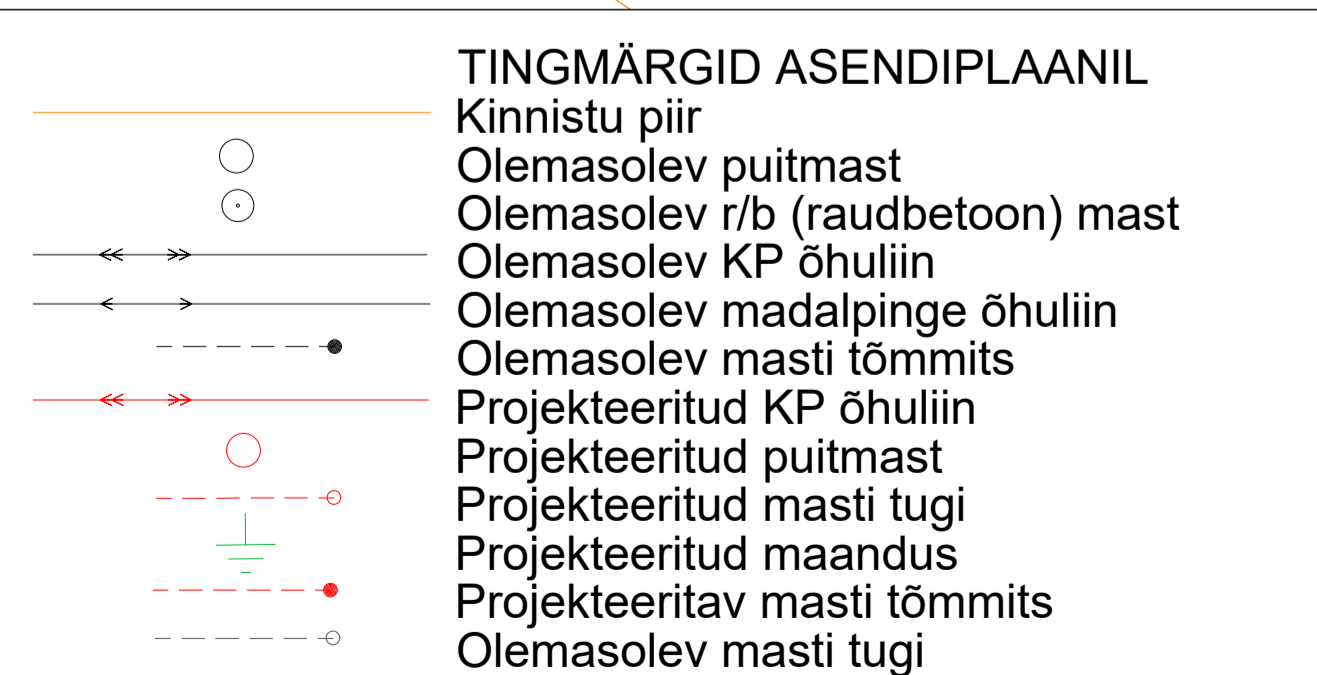 TINGMÄRGID ASENDIPLAANIL
Kinnistu piir
Olemasolev puitmast
Olemasolev r/b (raudbetoon) mast
Olemasolev KP õhuliin
Olemasolev madalpinge õhuliin
Olemasolev masti tõmmits
Projekteeritud KP õhuliin
Projekteeritud puitmast
Projekteeritud masti tugi
Projekteeritud maandus
Projekteeritav masti tõmmits
Olemasolev masti tugi